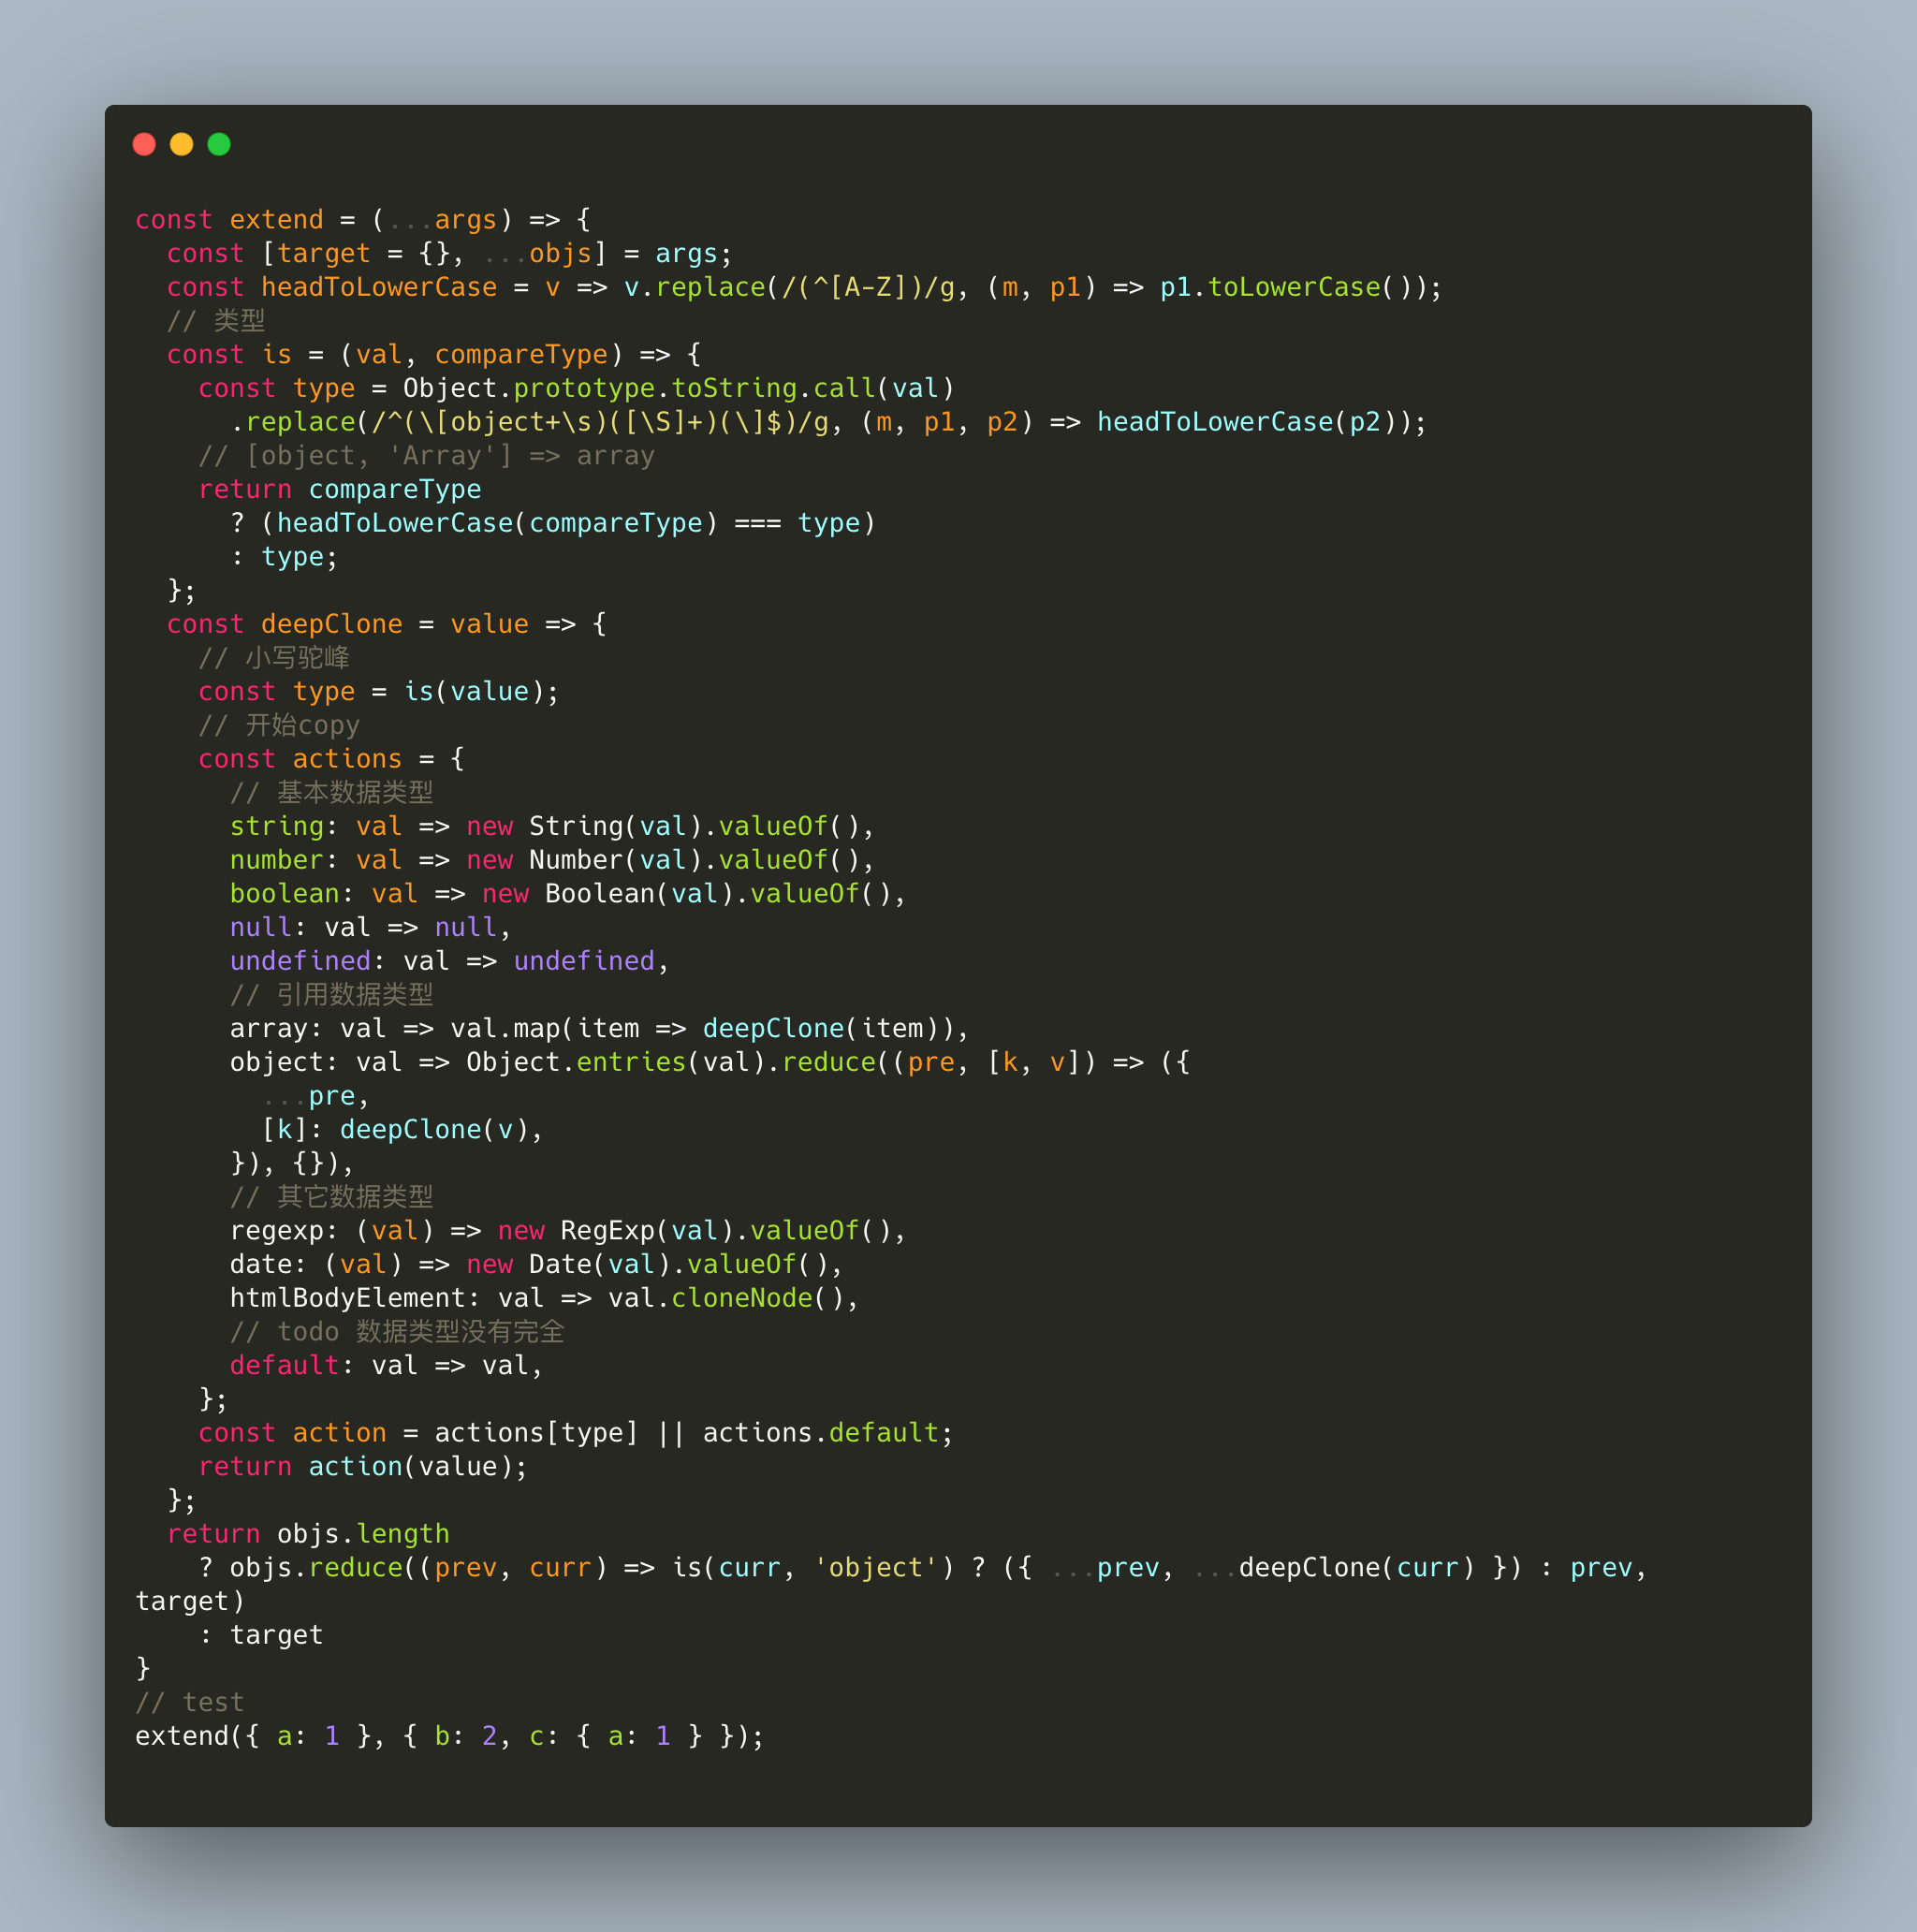 const extend = (...args) => {
  const [target = {}, ...objs] = args;
  const headToLowerCase = v => v.replace(/(^[A-Z])/g, (m, p1) => p1.toLowerCase());
  // 类型
  const is = (val, compareType) => {
    const type = Object.prototype.toString.call(val)
      .replace(/^(\[object+\s)([\S]+)(\]$)/g, (m, p1, p2) => headToLowerCase(p2));
    // [object, 'Array'] => array
    return compareType
      ? (headToLowerCase(compareType) === type)
      : type;
  };
  const deepClone = value => {
    // 小写驼峰
    const type = is(value);
    // 开始copy
    const actions = {
      // 基本数据类型
      string: val => new String(val).valueOf(),
      number: val => new Number(val).valueOf(),
      boolean: val => new Boolean(val).valueOf(),
      null: val => null,
      undefined: val => undefined,
      // 引用数据类型
      array: val => val.map(item => deepClone(item)),
      object: val => Object.entries(val).reduce((pre, [k, v]) => ({
        ...pre,
        [k]: deepClone(v),
      }), {}),
      // 其它数据类型
      regexp: (val) => new RegExp(val).valueOf(),
      date: (val) => new Date(val).valueOf(),
      htmlBodyElement: val => val.cloneNode(),
      // todo 数据类型没有完全
      default: val => val,
    };
    const action = actions[type] || actions.default;
    return action(value);
  };
  return objs.length
    ? objs.reduce((prev, curr) => is(curr, 'object') ? ({ ...prev, ...deepClone(curr) }) : prev,
target)
    : target
}
// test
extend({ a: 1 }, { b: 2, c: { a: 1 } });